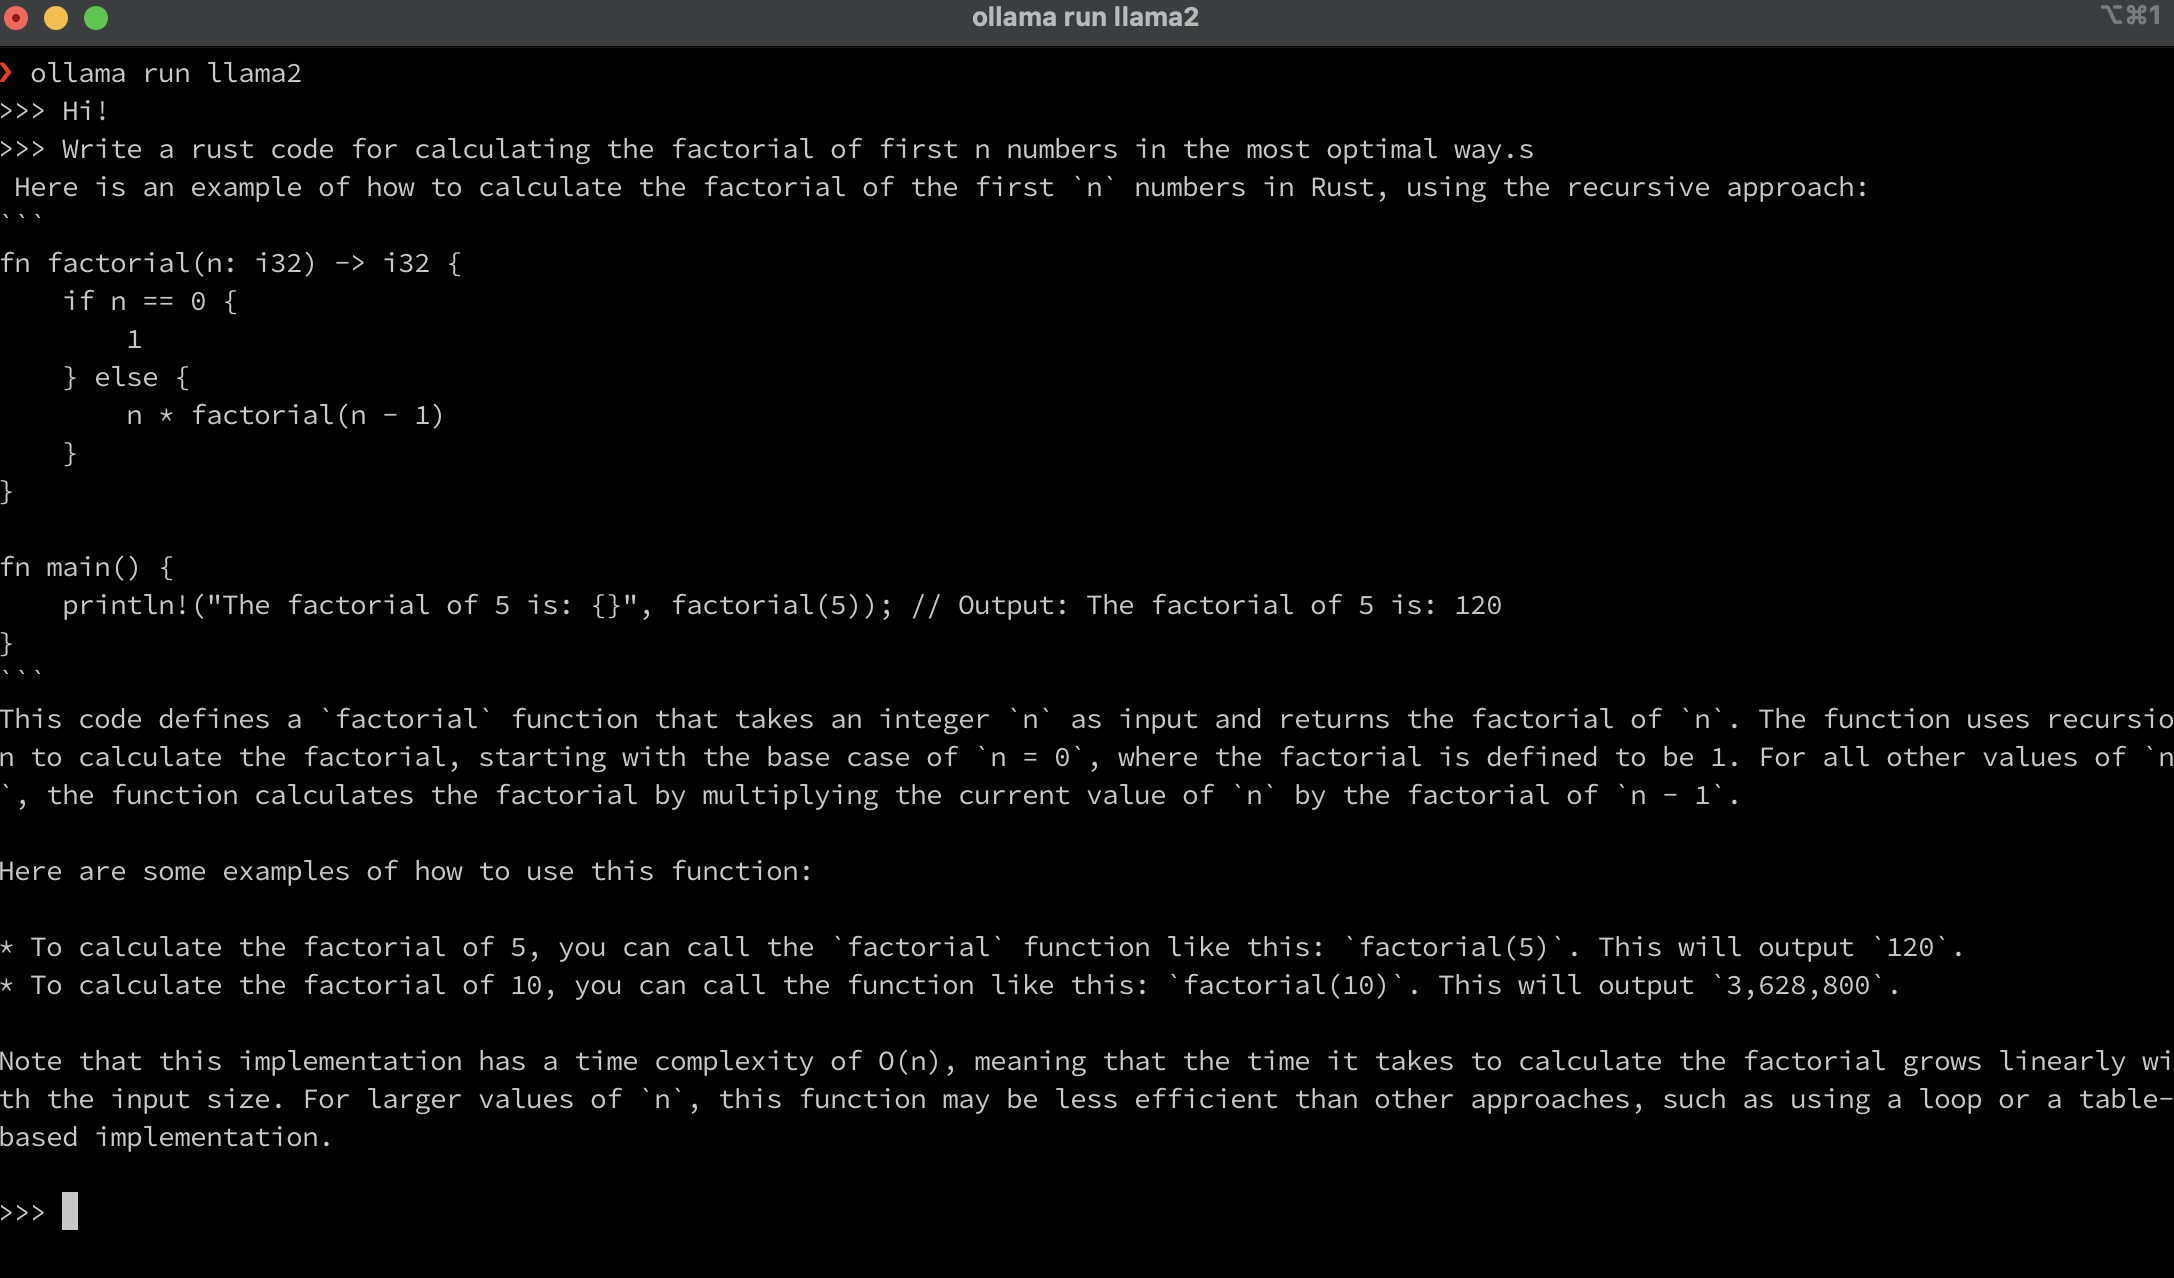 ollama run llama2
⌥⌘1
❯ ollama run llama2
>>> Hi!
>>> Write a rust code for calculating the factorial of first n numbers in the most optimal way.s
 Here is an example of how to calculate the factorial of the first `n` numbers in Rust, using the recursive approach:
```
fn factorial(n: i32) -> i32 {
    if n == 0 {
        1
    } else {
        n * factorial(n - 1)
    }
}

fn main() {
    println!("The factorial of 5 is: {}", factorial(5)); // Output: The factorial of 5 is: 120
}
```
This code defines a `factorial` function that takes an integer `n` as input and returns the factorial of `n`. The function uses recursio
n to calculate the factorial, starting with the base case of `n = 0`, where the factorial is defined to be 1. For all other values of `n
`, the function calculates the factorial by multiplying the current value of `n` by the factorial of `n - 1`.

Here are some examples of how to use this function:

* To calculate the factorial of 5, you can call the `factorial` function like this: `factorial(5)`. This will output `120`.
* To calculate the factorial of 10, you can call the function like this: `factorial(10)`. This will output `3,628,800`.

Note that this implementation has a time complexity of O(n), meaning that the time it takes to calculate the factorial grows linearly wi
th the input size. For larger values of `n`, this function may be less efficient than other approaches, such as using a loop or a table-
based implementation.

>>>